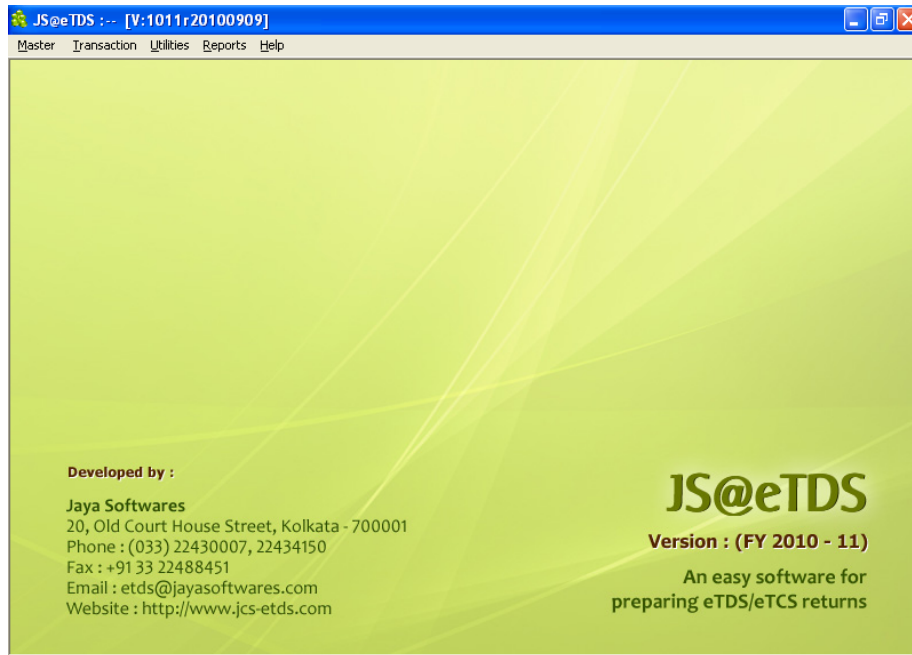 JS@eTDS :-- [V:1011r20100909]
Master Transaction Utilities Reports Help
Developed by :
Jaya Softwares
20, Old Court House Street, Kolkata - 700001
Phone : (033) 22430007, 22434150
Fax : +91 33 22488451
Email : etds@jayasoftwares.com
Website : http://www.jcs-etds.com
JS@eTDS
Version : (FY 2010 - 11)
An easy software for
preparing eTDS/eTCS returns